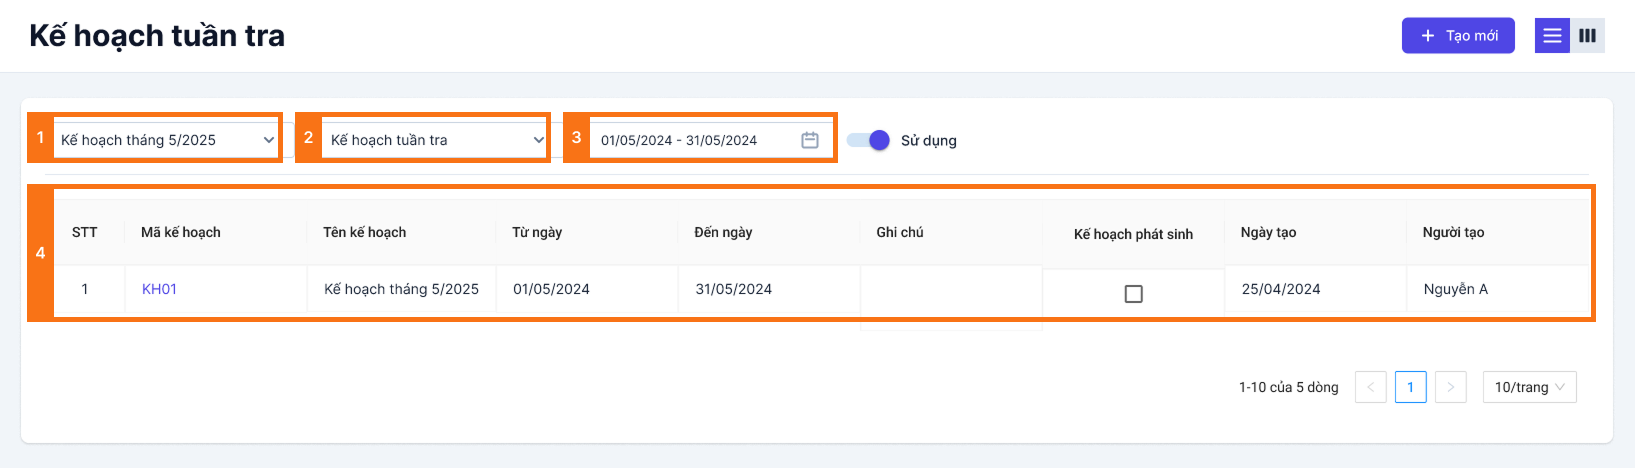 Kế hoạch tuần tra
+ Tạo mới
1 Kế hoạch tháng 5/2025 2 Kế hoạch tuần tra 3 01/05/2024 - 31/05/2024 Sử dụng
4
STT Mã kế hoạch Tên kế hoạch Từ ngày Đến ngày Ghi chú Kế hoạch phát sinh Ngày tạo Người tạo
1 KH01 Kế hoạch tháng 5/2025 01/05/2024 31/05/2024 25/04/2024 Nguyễn A
1-10 của 5 dòng < 1 > 10/trang